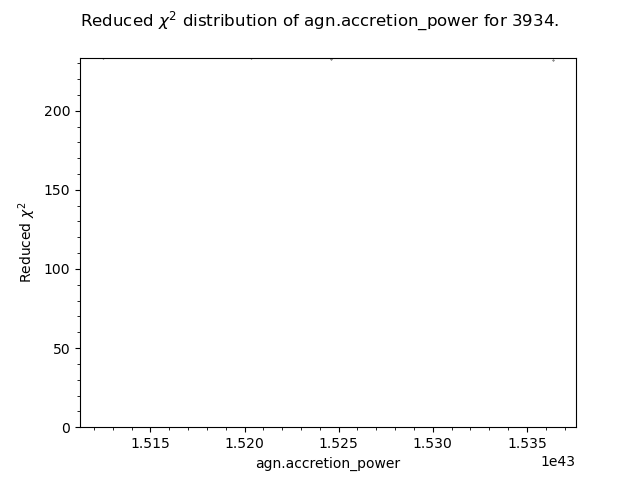 Reduced χ² distribution of agn.accretion_power for 3934.
200
150
100
50
0
Reduced χ²
1.515 1.520 1.525 1.530 1.535
1e43
agn.accretion_power